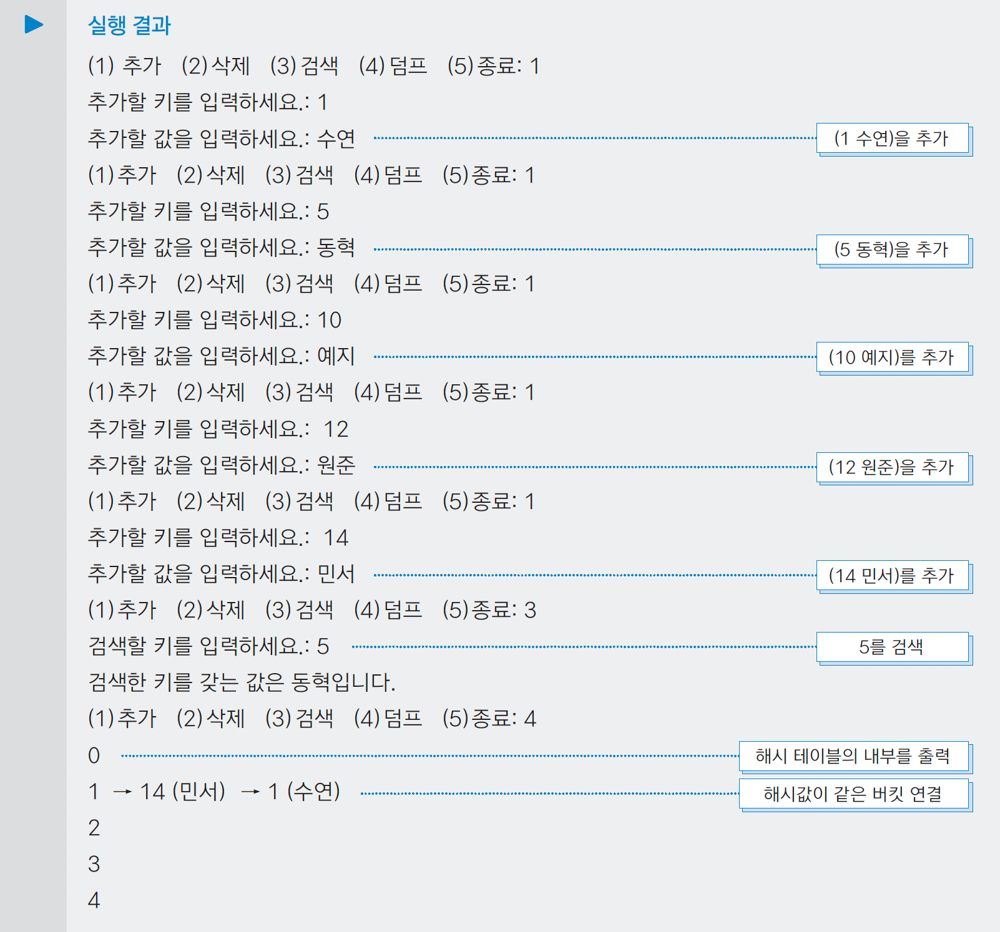 실행 결과
(1) 추가 (2)삭제 (3)검색 (4)덤프 (5)종료: 1
추가할 키를 입력하세요.: 1
추가할 값을 입력하세요.: 수연 (1 수연)을 추가
(1)추가 (2)삭제 (3)검색 (4)덤프 (5)종료: 1
추가할 키를 입력하세요.: 5
추가할 값을 입력하세요.: 동혁 (5 동혁)을 추가
(1)추가 (2)삭제 (3)검색 (4)덤프 (5)종료: 1
추가할 키를 입력하세요.: 10
추가할 값을 입력하세요.: 예지 (10 예지)를 추가
(1)추가 (2)삭제 (3)검색 (4)덤프 (5)종료: 1
추가할 키를 입력하세요.: 12
추가할 값을 입력하세요.: 원준 (12 원준)을 추가
(1)추가 (2)삭제 (3)검색 (4)덤프 (5)종료: 1
추가할 키를 입력하세요.: 14
추가할 값을 입력하세요.: 민서 (14 민서)를 추가
(1)추가 (2)삭제 (3)검색 (4)덤프 (5)종료: 3
검색할 키를 입력하세요.: 5 5를 검색
검색한 키를 갖는 값은 동혁입니다.
(1)추가 (2)삭제 (3)검색 (4)덤프 (5)종료: 4
0 해시 테이블의 내부를 출력
1 → 14 (민서) → 1 (수연) 해시값이 같은 버킷 연결
2
3
4